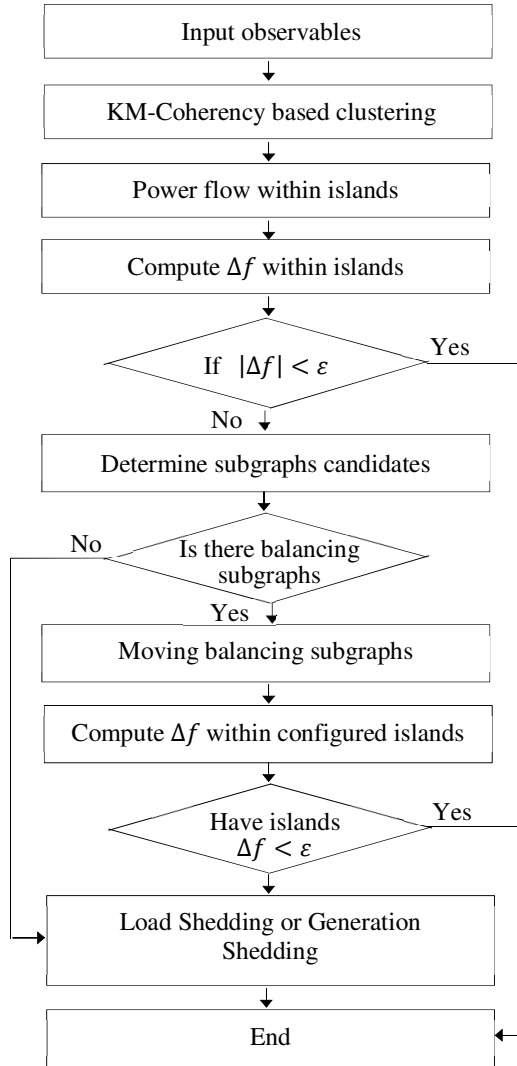 Input observables
KM-Coherency based clustering
Power flow within islands
Compute Δf within islands
If |Δf| < ε
Yes
No
Determine subgraphs candidates
No
Is there balancing
subgraphs
Yes
Moving balancing subgraphs
Compute Δf within configured islands
Have islands
Δf < ε
Yes
Load Shedding or Generation
Shedding
End